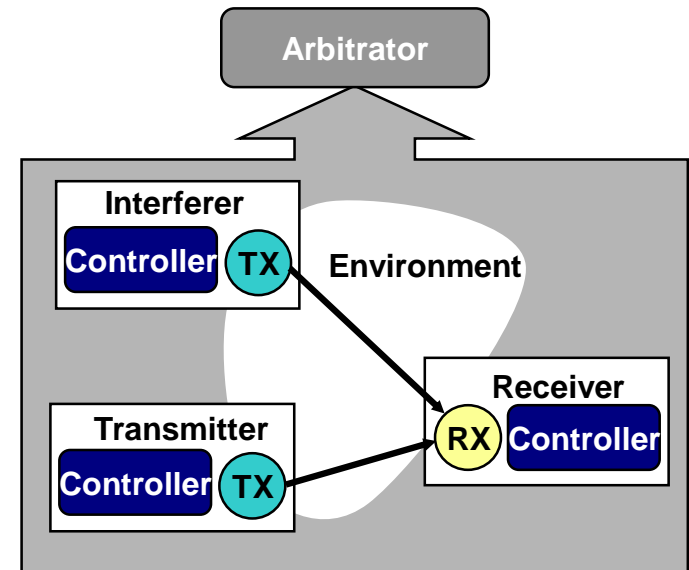 Arbitrator
Interferer
Controller
TX
Environment
Receiver
RX
Controller
Transmitter
Controller
TX